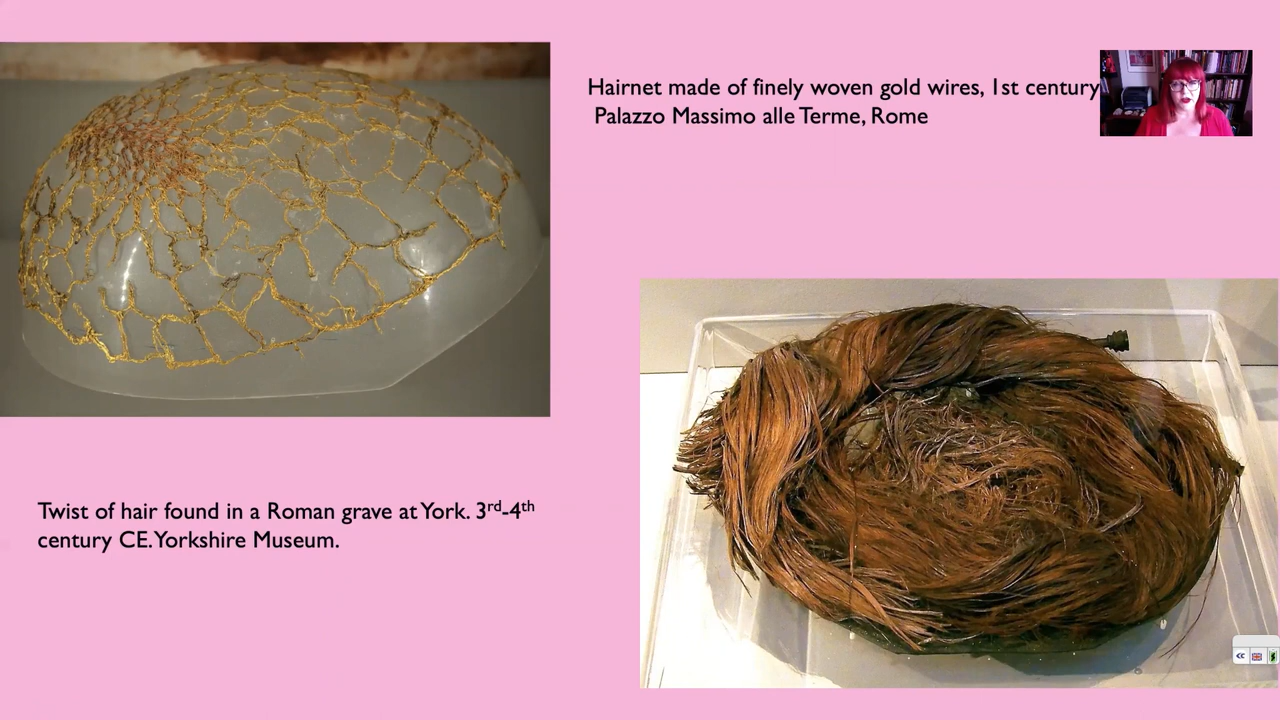 Hairnet made of finely woven gold wires, 1st century
Palazzo Massimo alle Terme, Rome
Twist of hair found in a Roman grave at York. 3rd-4th
century CE. Yorkshire Museum.